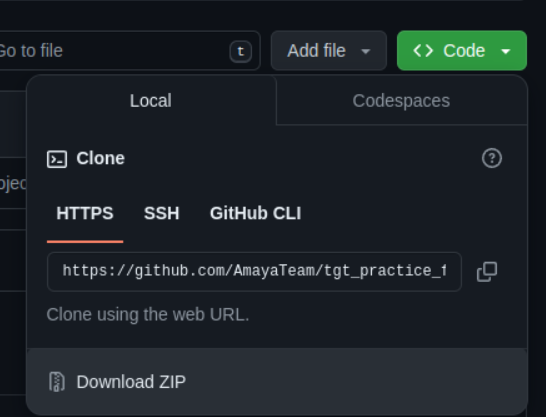 Go to file
t
Add file
Code
Local
Codespaces
Clone
HTTPS
SSH
GitHub CLI
https://github.com/AmayaTeam/tgt_practice_f
Clone using the web URL.
Download ZIP